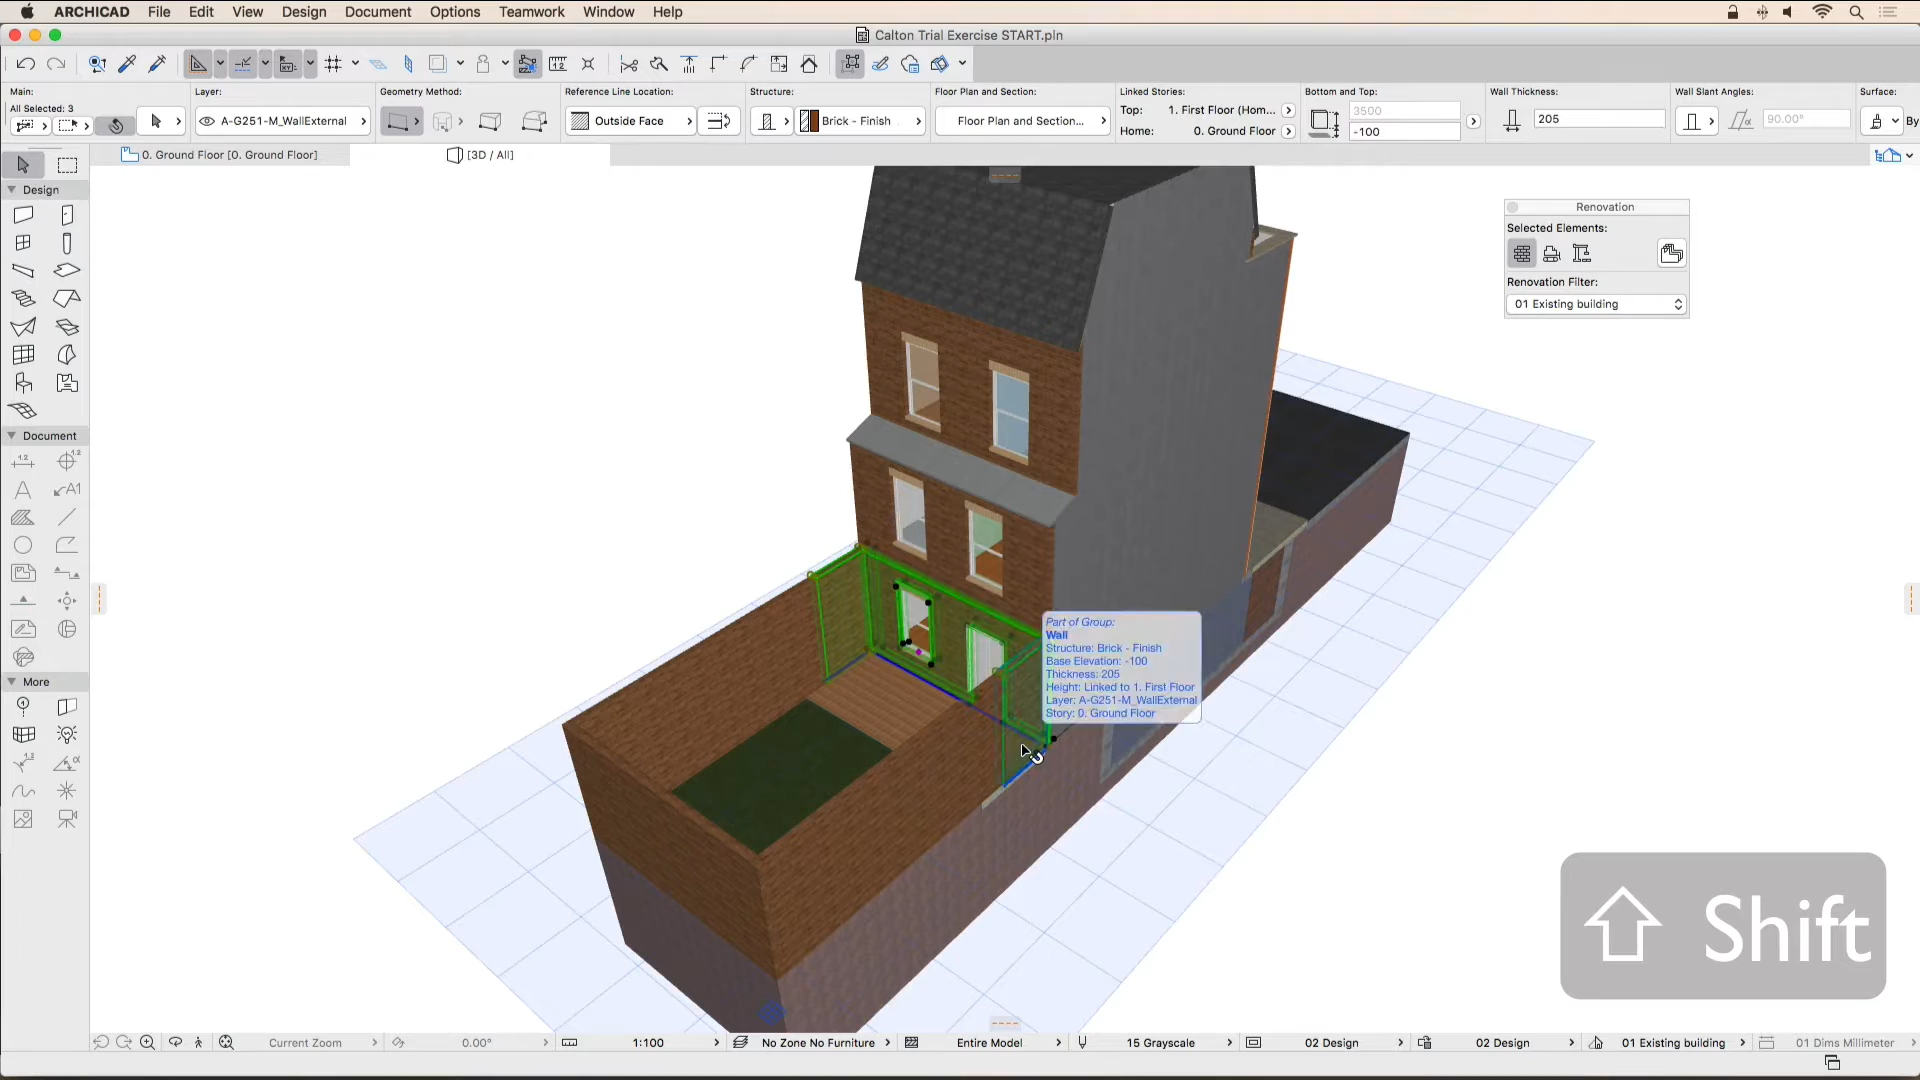 ARCHICAD File Edit View Design Document Options Teamwork Window Help
Calton Trial Exercise START.pln
Main:
All Selected: 3
Layer:
A-G251-M_WallExternal
Geometry Method:
Reference Line Location:
Outside Face
Structure:
Brick - Finish
Floor Plan and Section:
Floor Plan and Section...
Linked Stories:
Top: 1. First Floor (Hom...
Home: 0. Ground Floor
Bottom and Top:
3500
-100
Wall Thickness:
205
Wall Slant Angles:
90.00°
Surface:
By
0. Ground Floor [0. Ground Floor]
[3D / All]
Design
Document
More
Renovation
Selected Elements:
Renovation Filter:
01 Existing building
Part of Group:
Wall
Structure: Brick - Finish
Base Elevation: -100
Thickness: 205
Height: Linked to 1. First Floor
Layer: A-G251-M_WallExternal
Story: 0. Ground Floor
Shift
Current Zoom
0.00°
1:100
No Zone No Furniture
Entire Model
15 Grayscale
02 Design
02 Design
01 Existing building
01 Dims Millimeter